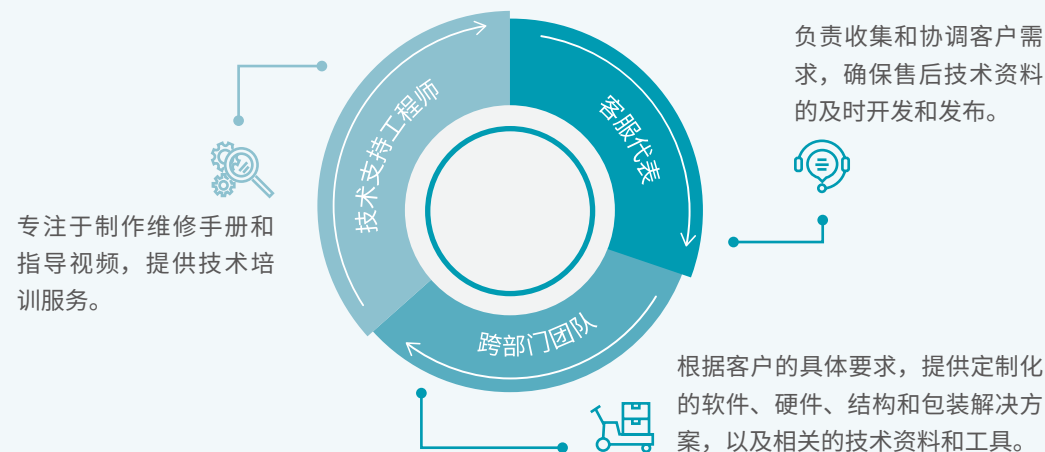 负责收集和协调客户需
求，确保售后技术资料
的及时开发和发布。
技术支持工程师
客服代表
专注于制作维修手册和
指导视频，提供技术培
训服务。
跨部门团队
根据客户的具体要求，提供定制化
的软件、硬件、结构和包装解决方
案，以及相关的技术资料和工具。